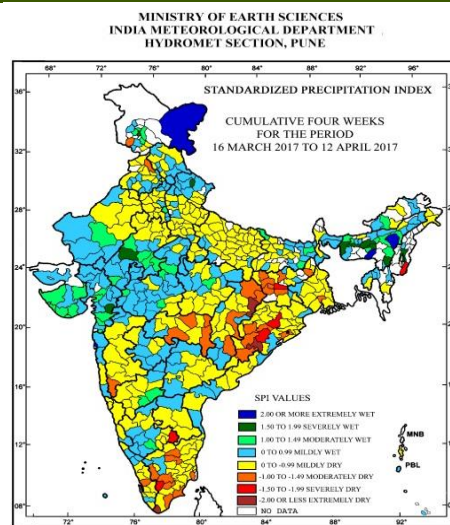 MINISTRY OF EARTH SCIENCES
INDIA METEOROLOGICAL DEPARTMENT
HYDROMET SECTION, PUNE
68° 72° 76° 80° 84° 88° 92° 96°
STANDARDIZED PRECIPITATION INDEX
CUMULATIVE FOUR WEEKS
FOR THE PERIOD
16 MARCH 2017 TO 12 APRIL 2017
36°
32°
28°
24°
20°
16°
12°
08°
SPI VALUES
2.00 OR MORE EXTREMELY WET
1.50 TO 1.99 SEVERELY WET
1.00 TO 1.49 MODERATELY WET
0 TO 0.99 MILDLY WET
0 TO -0.99 MILDLY DRY
-1.00 TO -1.49 MODERATELY DRY
-1.50 TO -1.99 SEVERELY DRY
-2.00 OR LESS EXTREMELY DRY
NO DATA
MNB
PBL
72° 76° 80° 84° 88° 92°